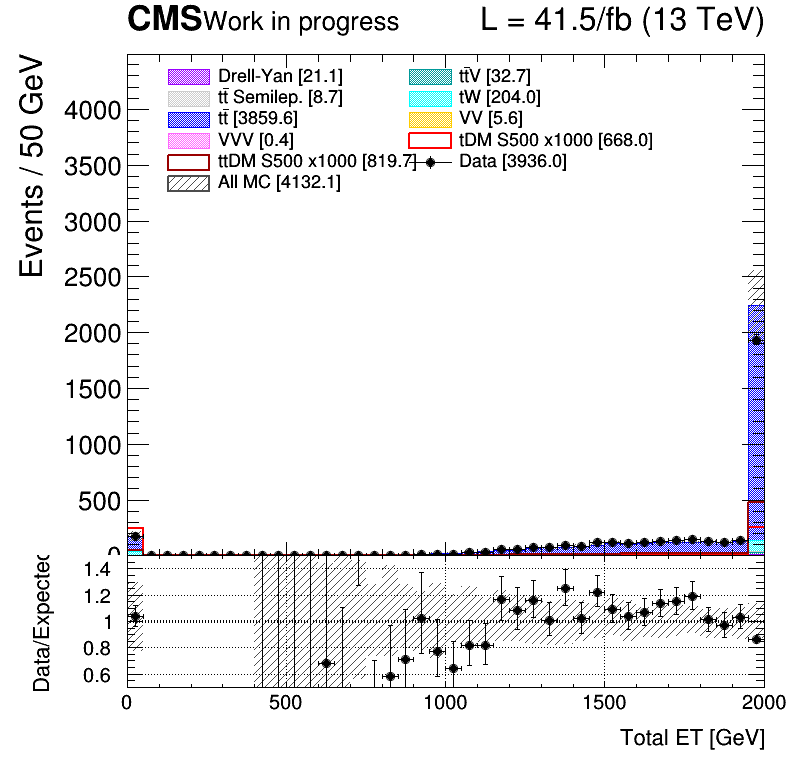 CMS Work in progress L = 41.5/fb (13 TeV)
Drell-Yan [21.1] tt̄V [32.7]
tt̄ Semilep. [8.7] tW [204.0]
tt̄ [3859.6] VV [5.6]
VVV [0.4] tDM S500 x1000 [668.0]
ttDM S500 x1000 [819.7] Data [3936.0]
All MC [4132.1]
Events / 50 GeV
4000
3500
3000
2500
2000
1500
1000
500
0
Data/Expected
1.4
1.2
1
0.8
0.6
0 500 1000 1500 2000
Total ET [GeV]